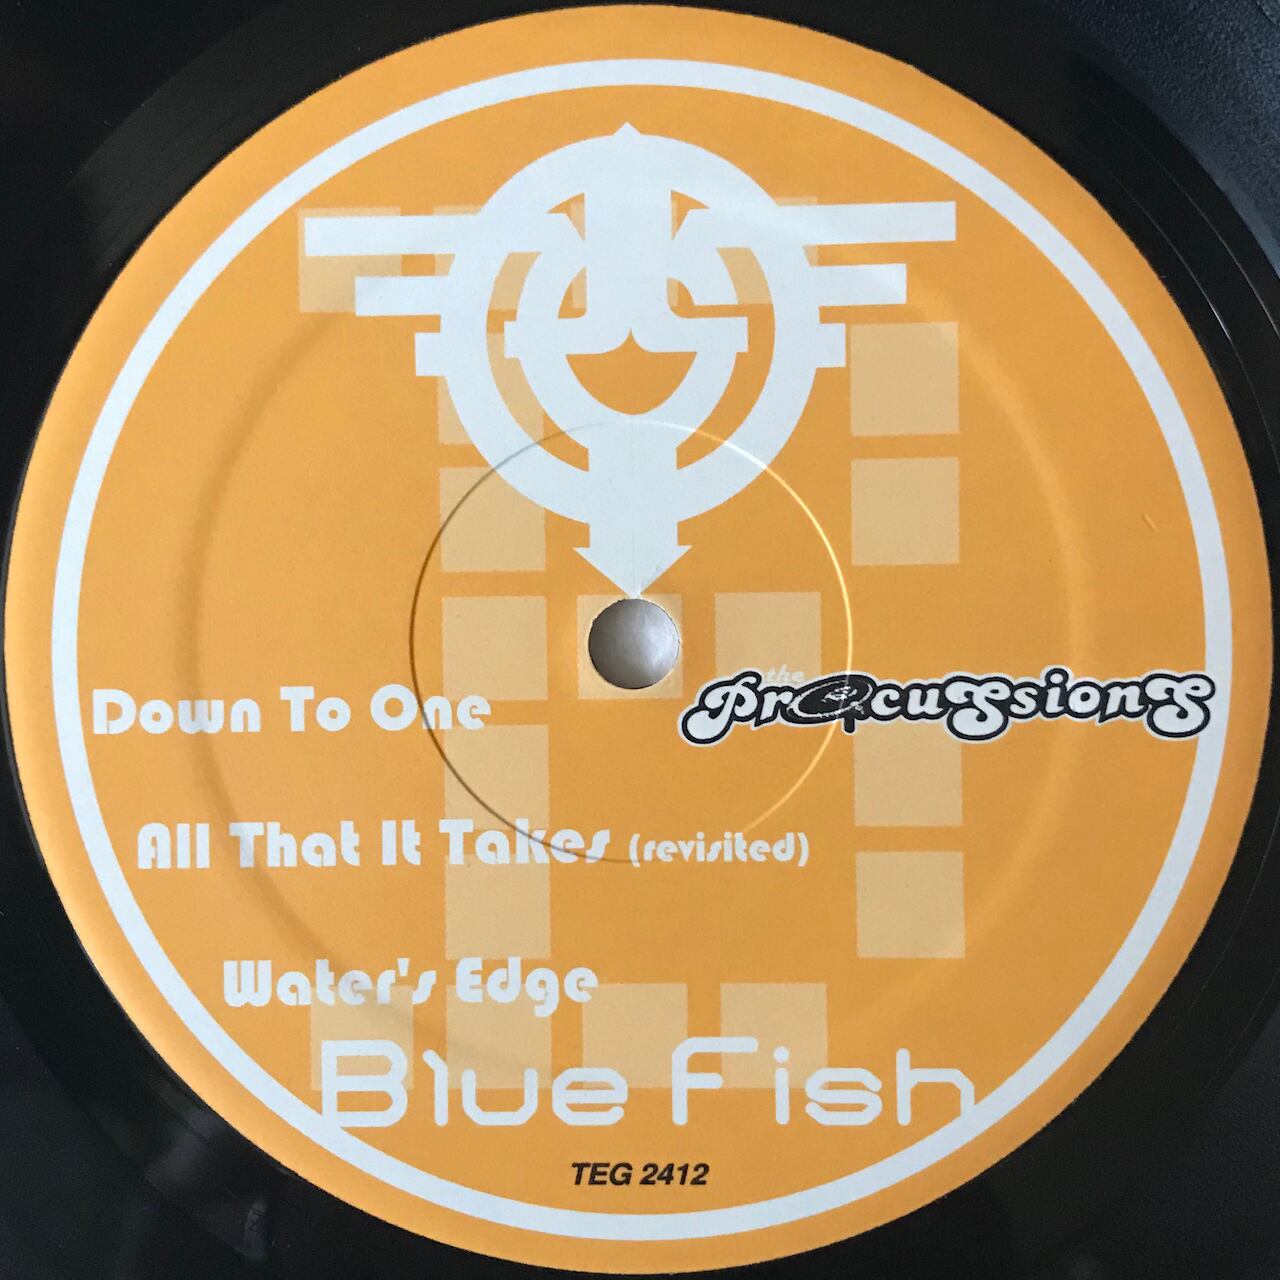 Down To One
the Procussions
All That It Takes (revisited)
Water's Edge
Blue Fish
TEG 2412